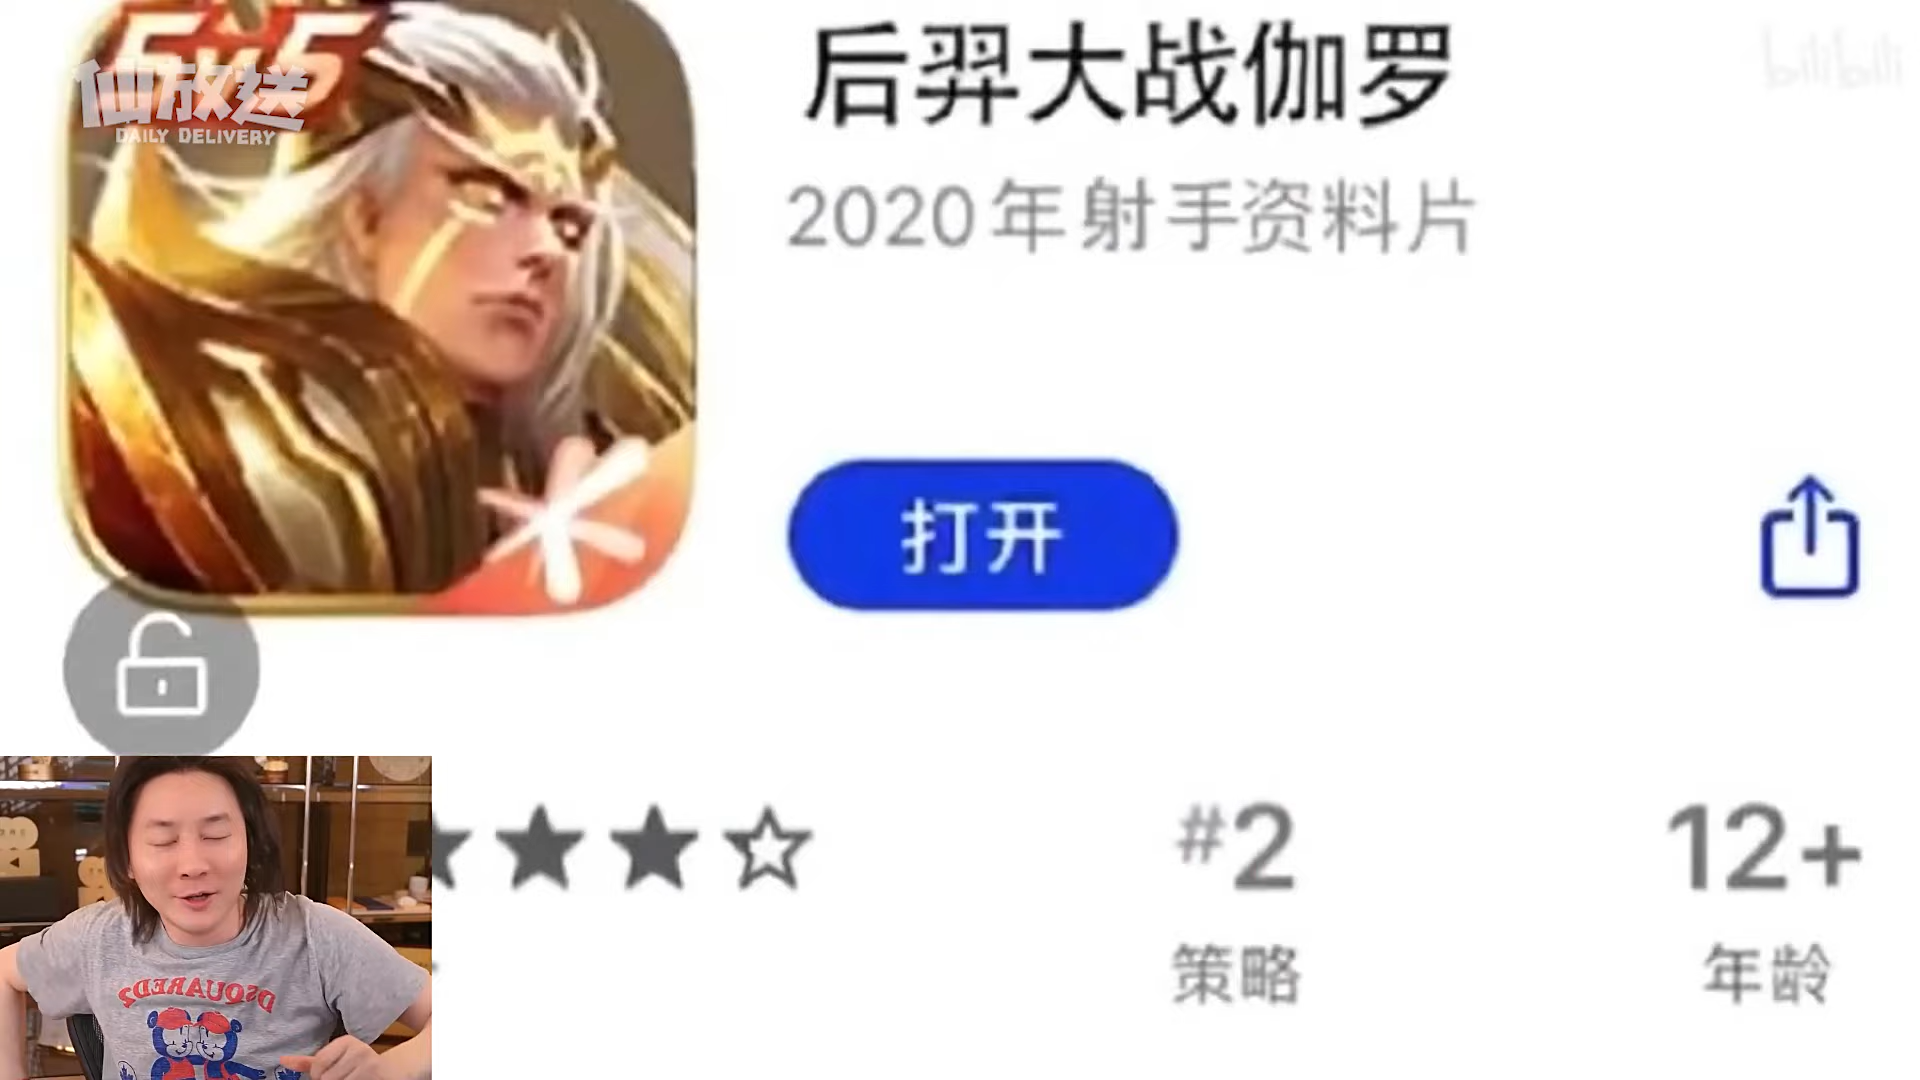 5V5
仙放送
DAILY DELIVERY
后羿大战伽罗
bilibili
2020年射手资料片
打开
#2
12+
策略
年龄
DSQUARED2